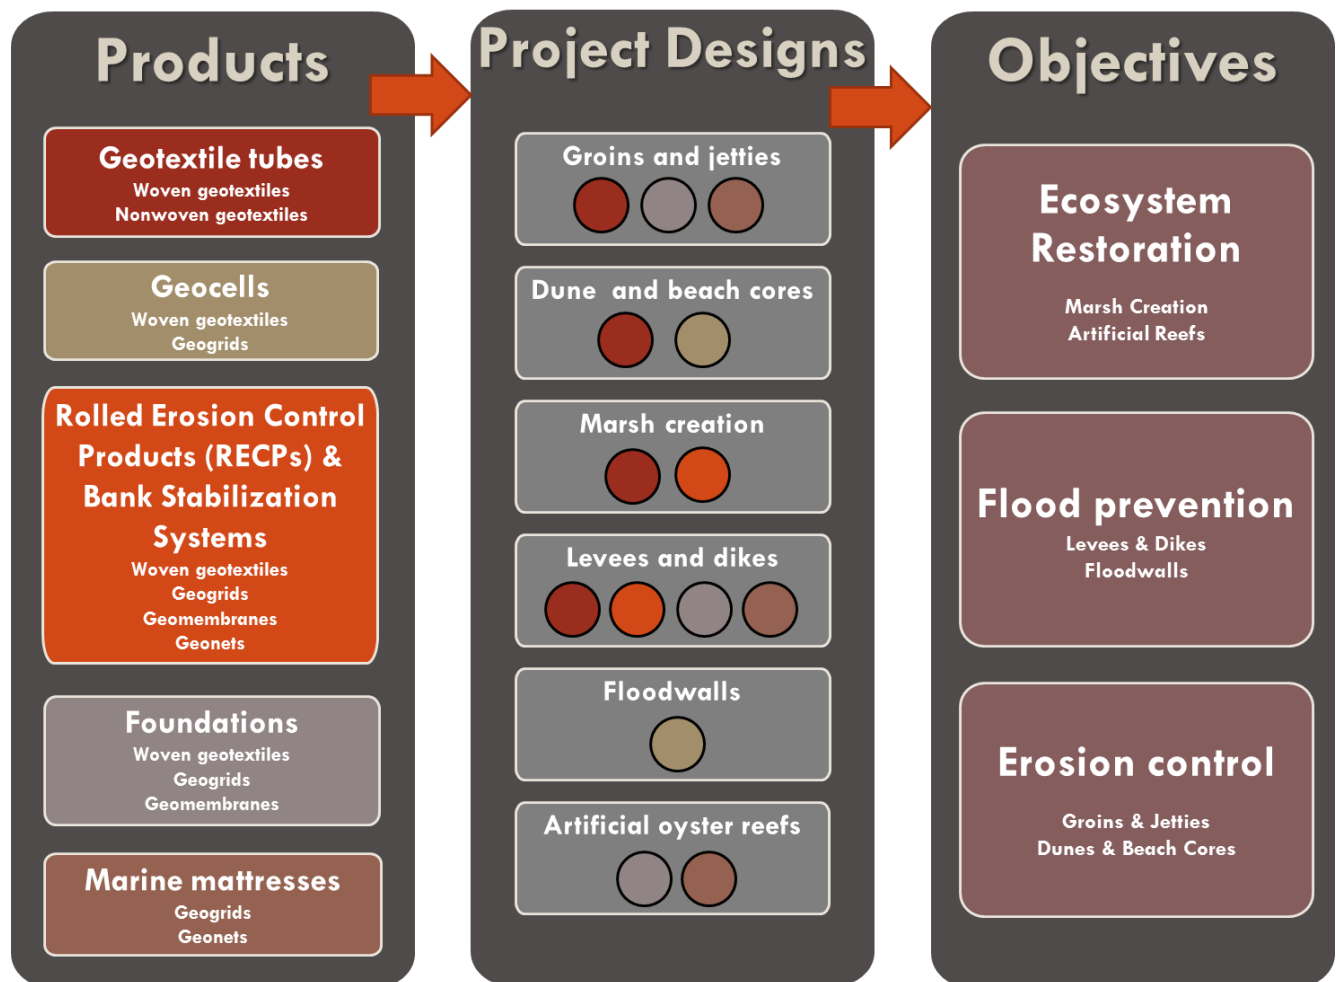 Products
Geotextile tubes
Woven geotextiles
Nonwoven geotextiles
Geocells
Woven geotextiles
Geogrids
Rolled Erosion Control
Products (RECPs) &
Bank Stabilization
Systems
Woven geotextiles
Geogrids
Geomembranes
Geonets
Foundations
Woven geotextiles
Geogrids
Geomembranes
Marine mattresses
Geogrids
Geonets
Project Designs
Groins and jetties
Dune and beach cores
Marsh creation
Levees and dikes
Floodwalls
Artificial oyster reefs
Objectives
Ecosystem
Restoration
Marsh Creation
Artificial Reefs
Flood prevention
Levees & Dikes
Floodwalls
Erosion control
Groins & Jetties
Dunes & Beach Cores